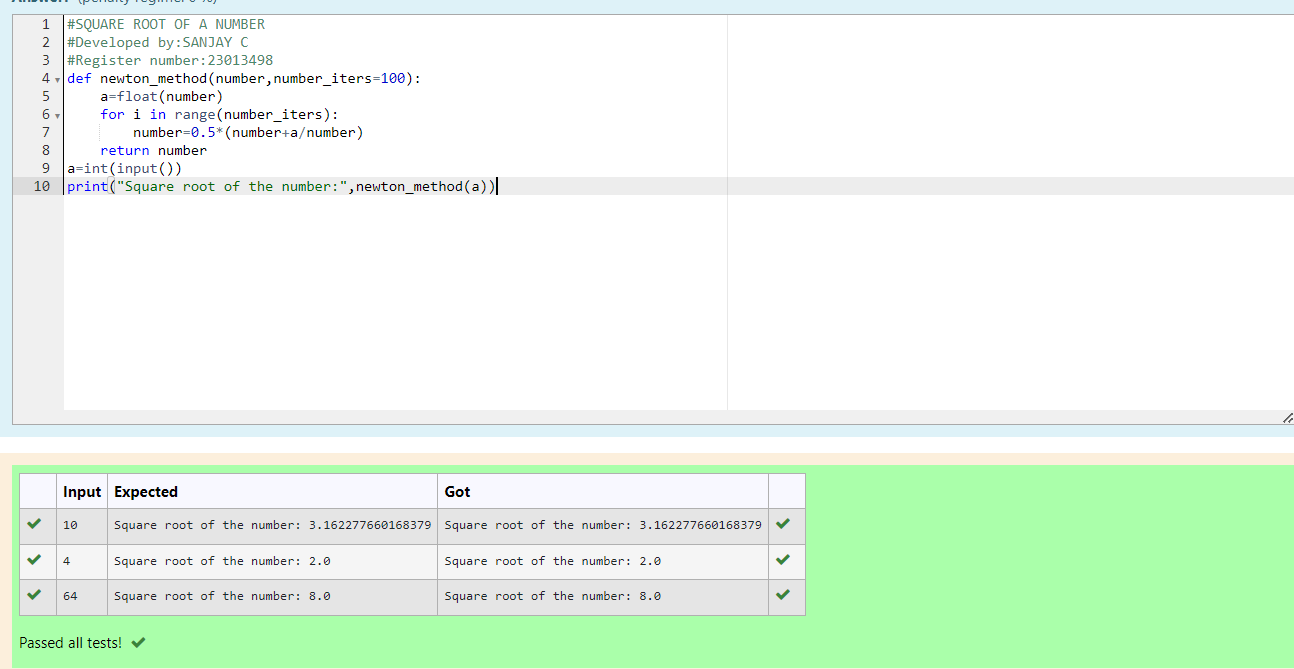 Answer: (penalty regime: 0 %)
1 #SQUARE ROOT OF A NUMBER
2 #Developed by:SANJAY C
3 #Register number:23013498
4 def newton_method(number,number_iters=100):
5     a=float(number)
6     for i in range(number_iters):
7         number=0.5*(number+a/number)
8     return number
9 a=int(input())
10 print("Square root of the number:",newton_method(a))
Input Expected Got
10 Square root of the number: 3.162277660168379 Square root of the number: 3.162277660168379
4 Square root of the number: 2.0 Square root of the number: 2.0
64 Square root of the number: 8.0 Square root of the number: 8.0
Passed all tests!